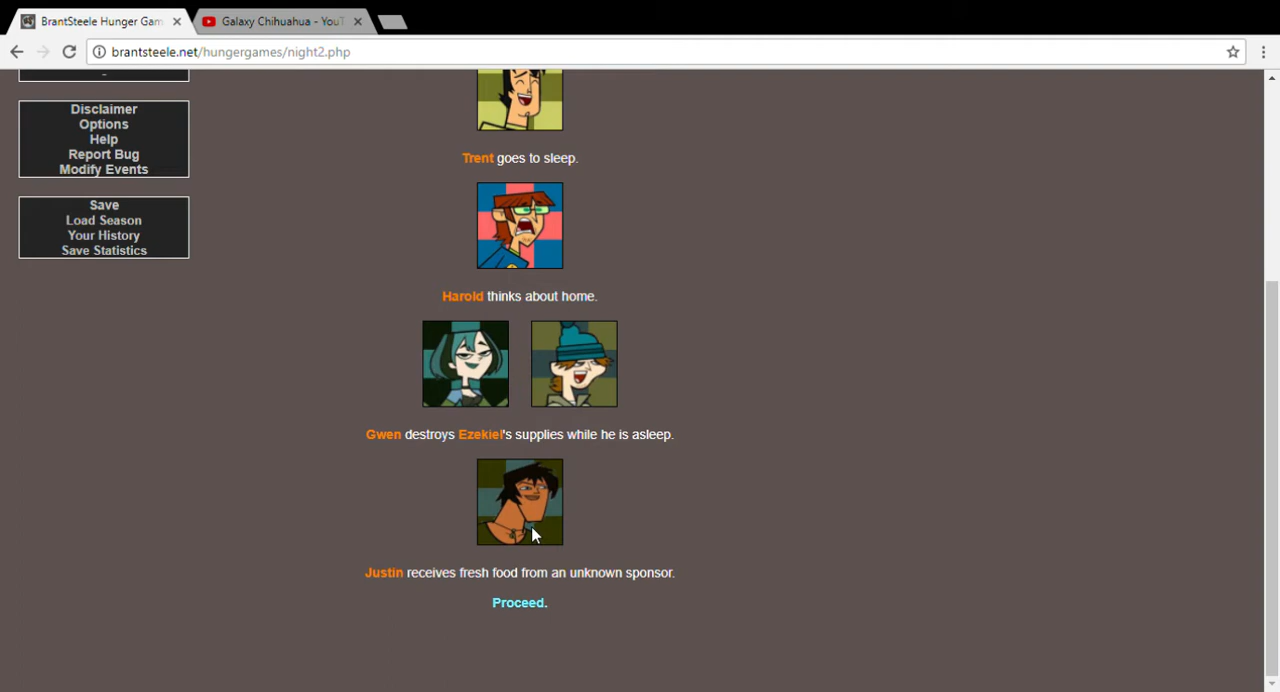 BrantSteele Hunger Gam
Galaxy Chihuahua - YouT
brantsteele.net/hungergames/night2.php
-
Disclaimer
Options
Help
Report Bug
Modify Events
Save
Load Season
Your History
Save Statistics
Trent goes to sleep.
Harold thinks about home.
Gwen destroys Ezekiel's supplies while he is asleep.
Justin receives fresh food from an unknown sponsor.
Proceed.